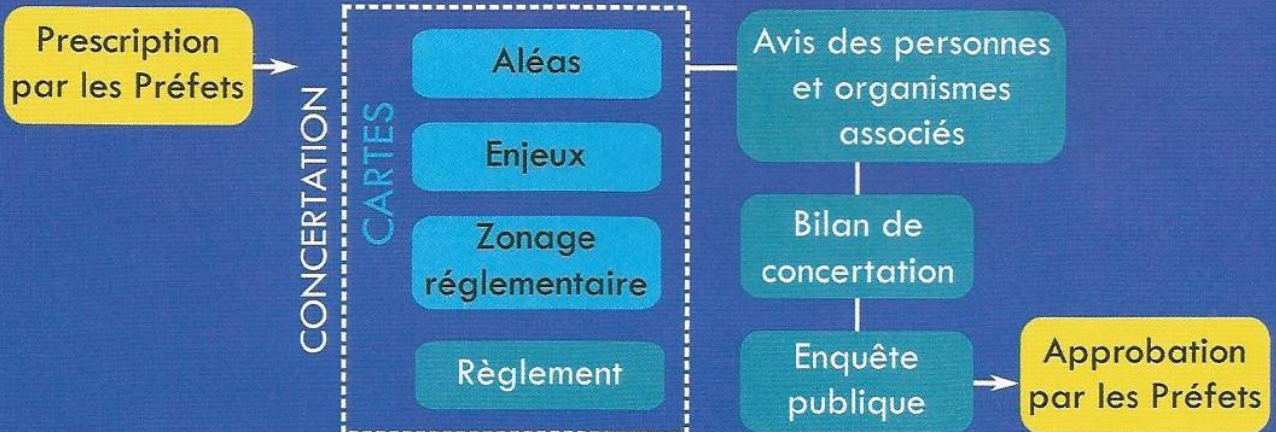 Prescription
par les Préfets
CONCERTATION
CARTES
Aléas
Enjeux
Zonage
réglementaire
Règlement
Avis des personnes
et organismes
associés
Bilan de
concertation
Enquête
publique
Approbation
par les Préfets